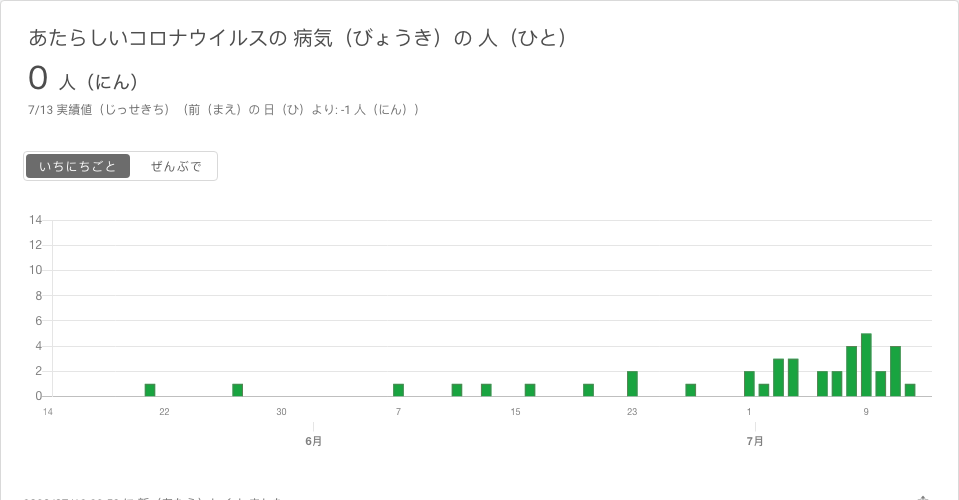 あたらしいコロナウイルスの 病気（びょうき）の 人（ひと）
0 人（にん）
7/13 実績値（じっせきち）（前（まえ）の 日（ひ）より: -1 人（にん））
いちにちごと ぜんぶで
14
12
10
8
6
4
2
0
14 22 30 7 15 23 1 9
6月 7月